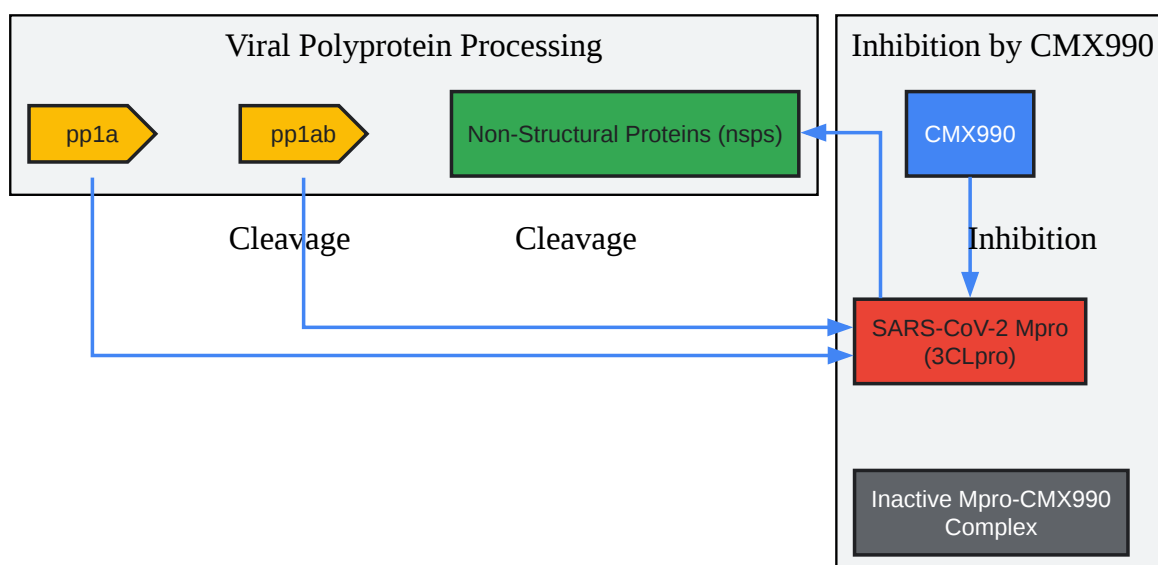 Viral Polyprotein Processing
Inhibition by CMX990
pp1a
pp1ab
Non-Structural Proteins (nsps)
CMX990
Cleavage
Cleavage
Inhibition
SARS-CoV-2 Mpro
(3CLpro)
Inactive Mpro-CMX990
Complex